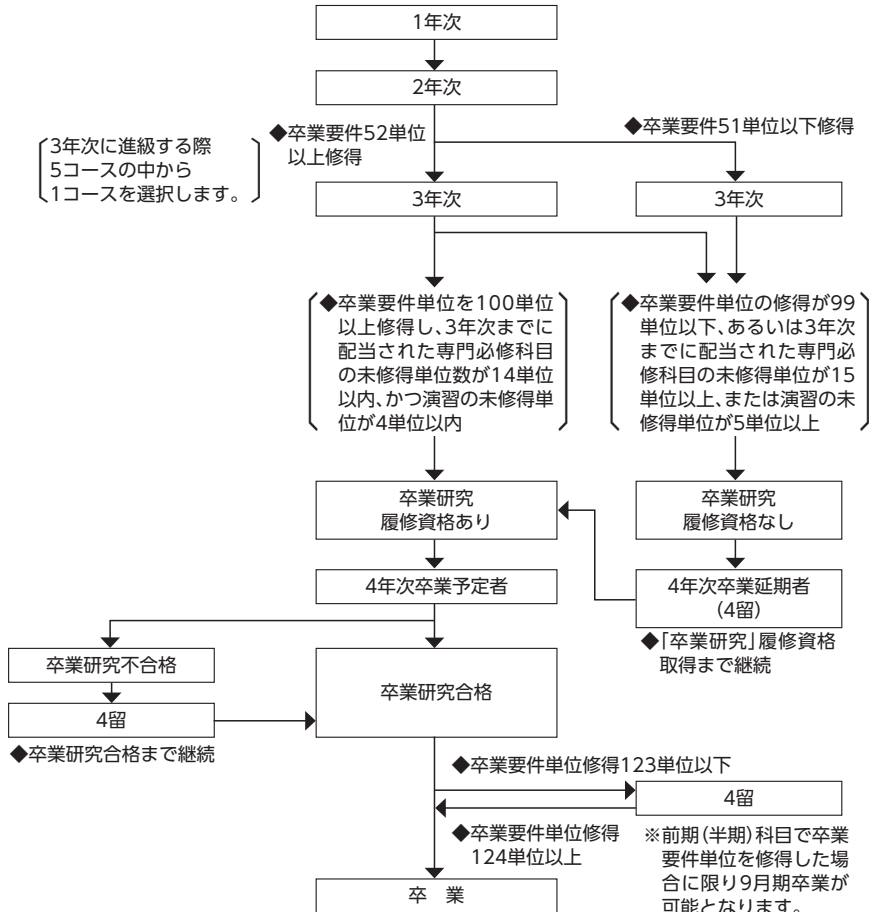 1年次
2年次
◆卒業要件52単位
以上修得
◆卒業要件51単位以下修得
3年次に進級する際
5コースの中から
1コースを選択します。
3年次
3年次
◆卒業要件単位を100単位
以上修得し、3年次までに
配当された専門必修科目
の未修得単位数が14単位
以内、かつ演習の未修得単
位が4単位以内
◆卒業要件単位の修得が99
単位以下、あるいは3年次
までに配当された専門必
修科目の未修得単位が15
単位以上、または演習の未
修得単位が5単位以上
卒業研究
履修資格あり
卒業研究
履修資格なし
4年次卒業予定者
4年次卒業延期者
(4留)
◆「卒業研究」履修資格
取得まで継続
卒業研究不合格
卒業研究合格
4留
◆卒業研究合格まで継続
◆卒業要件単位修得123単位以下
4留
◆卒業要件単位修得
124単位以上
※前期(半期)科目で卒業
要件単位を修得した場
合に限り9月期卒業が
可能となります。
卒　業